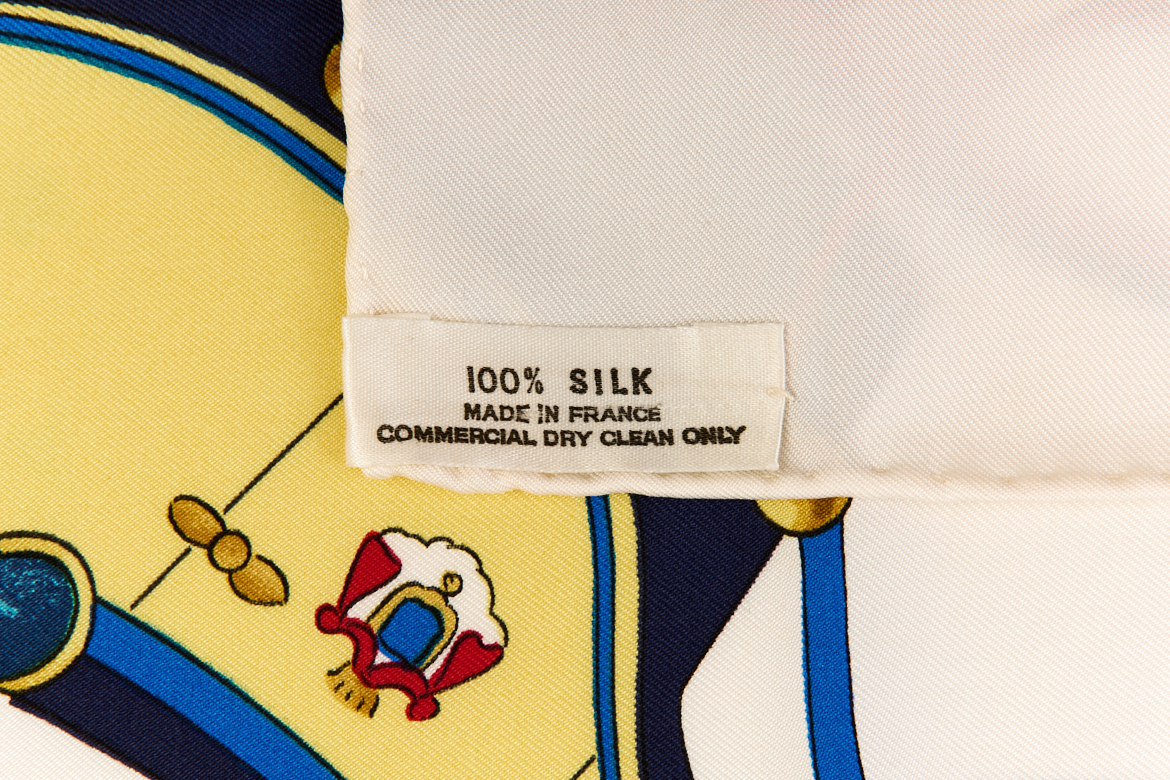 100% SILK
MADE IN FRANCE
COMMERCIAL DRY CLEAN ONLY